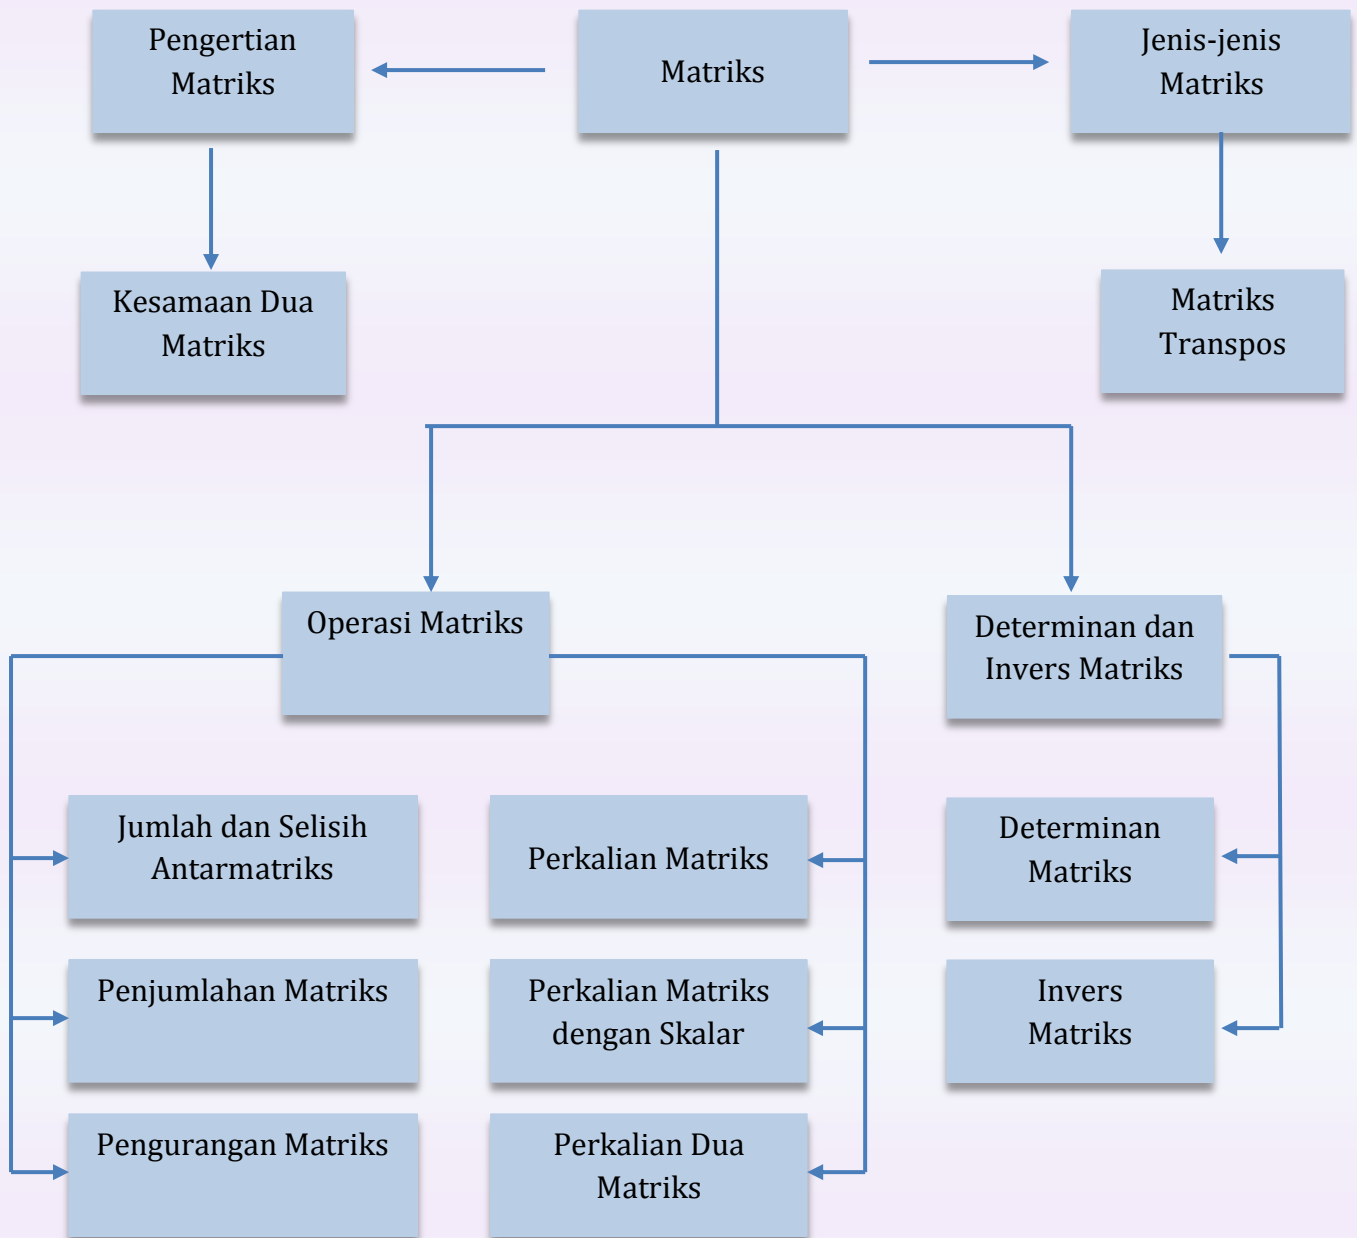 Pengertian
Matriks
Matriks
Jenis-jenis
Matriks
Kesamaan Dua
Matriks
Matriks
Transpos
Operasi Matriks
Determinan dan
Invers Matriks
Jumlah dan Selisih
Antarmatriks
Perkalian Matriks
Determinan
Matriks
Penjumlahan Matriks
Perkalian Matriks
dengan Skalar
Invers
Matriks
Pengurangan Matriks
Perkalian Dua
Matriks